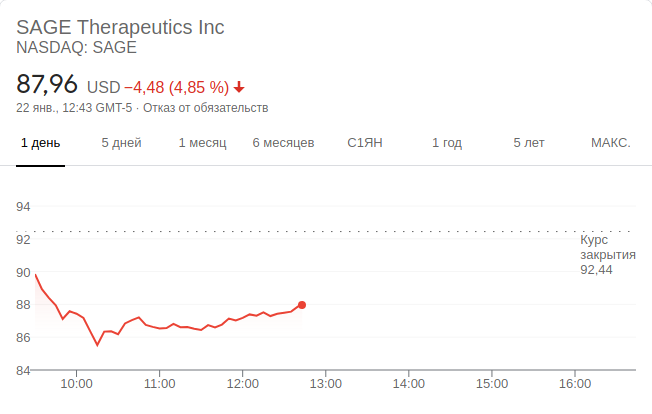 SAGE Therapeutics Inc
NASDAQ: SAGE
87,96 USD −4,48 (4,85 %)
22 янв., 12:43 GMT-5 · Отказ от обязательств
1 день 5 дней 1 месяц 6 месяцев С1ЯН 1 год 5 лет МАКС.
94
92
90
88
86
84
Курс
закрытия
92,44
10:00 11:00 12:00 13:00 14:00 15:00 16:00